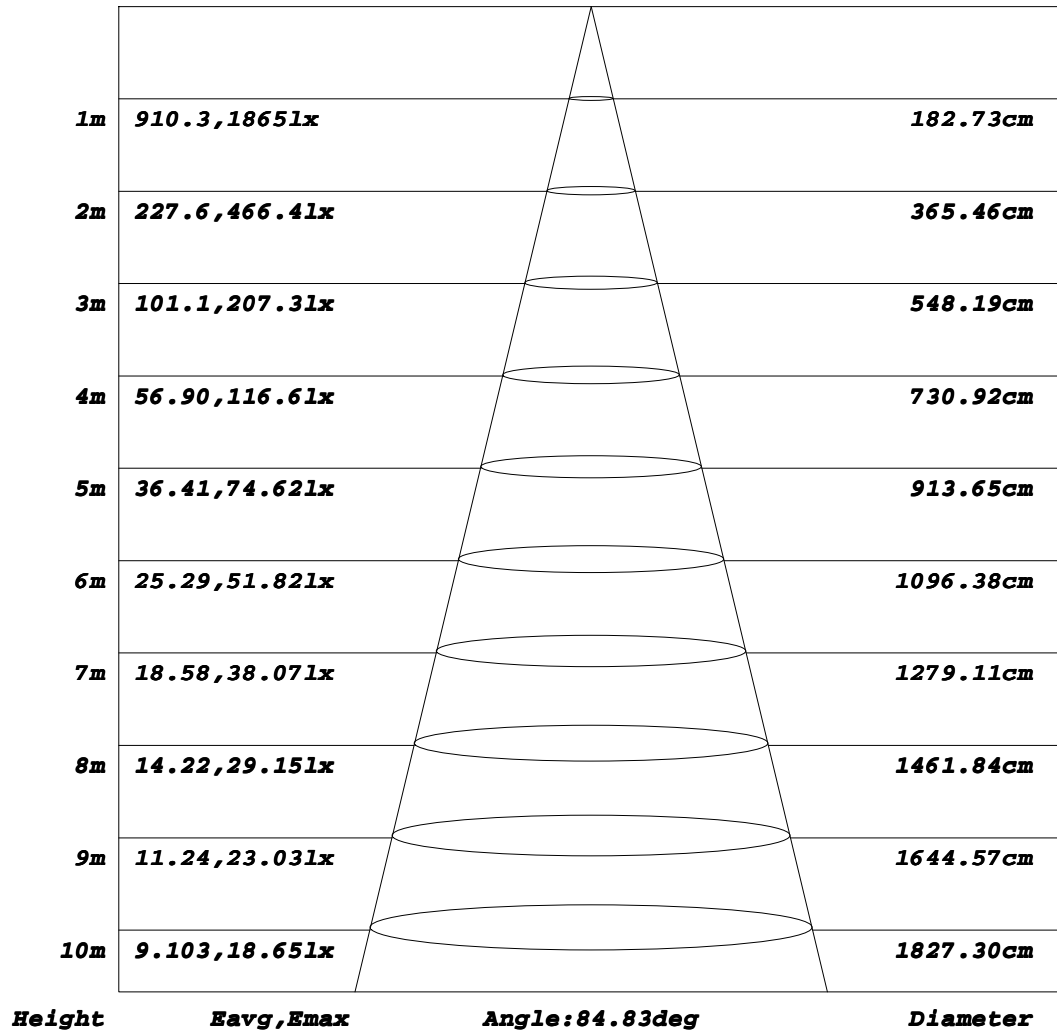 1m 910.3,1865lx 182.73cm
2m 227.6,466.4lx 365.46cm
3m 101.1,207.3lx 548.19cm
4m 56.90,116.6lx 730.92cm
5m 36.41,74.62lx 913.65cm
6m 25.29,51.82lx 1096.38cm
7m 18.58,38.07lx 1279.11cm
8m 14.22,29.15lx 1461.84cm
9m 11.24,23.03lx 1644.57cm
10m 9.103,18.65lx 1827.30cm
Height Eavg,Emax Angle:84.83deg Diameter